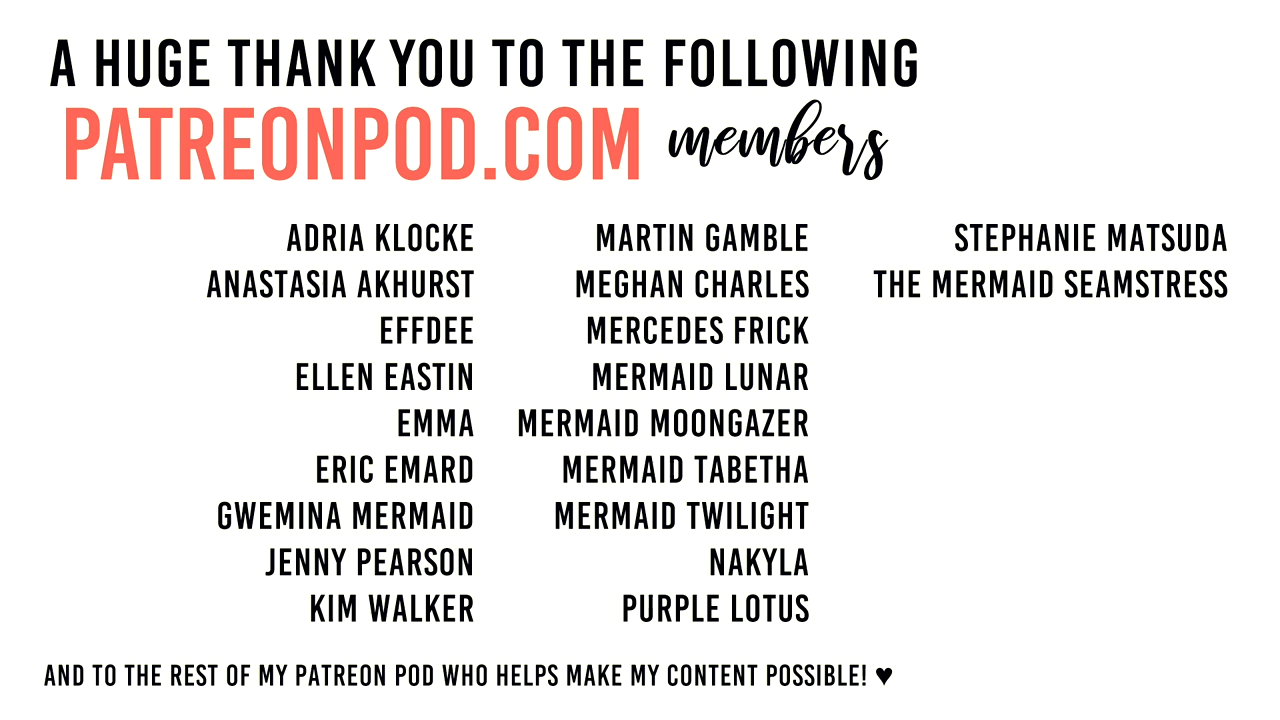 A HUGE THANK YOU TO THE FOLLOWING
PATREONPOD.COM members
ADRIA KLOCKE
ANASTASIA AKHURST
EFFDEE
ELLEN EASTIN
EMMA
ERIC EMARD
GWEMINA MERMAID
JENNY PEARSON
KIM WALKER
MARTIN GAMBLE
MEGHAN CHARLES
MERCEDES FRICK
MERMAID LUNAR
MERMAID MOONGAZER
MERMAID TABETHA
MERMAID TWILIGHT
NAKYLA
PURPLE LOTUS
STEPHANIE MATSUDA
THE MERMAID SEAMSTRESS
AND TO THE REST OF MY PATREON POD WHO HELPS MAKE MY CONTENT POSSIBLE! ♥